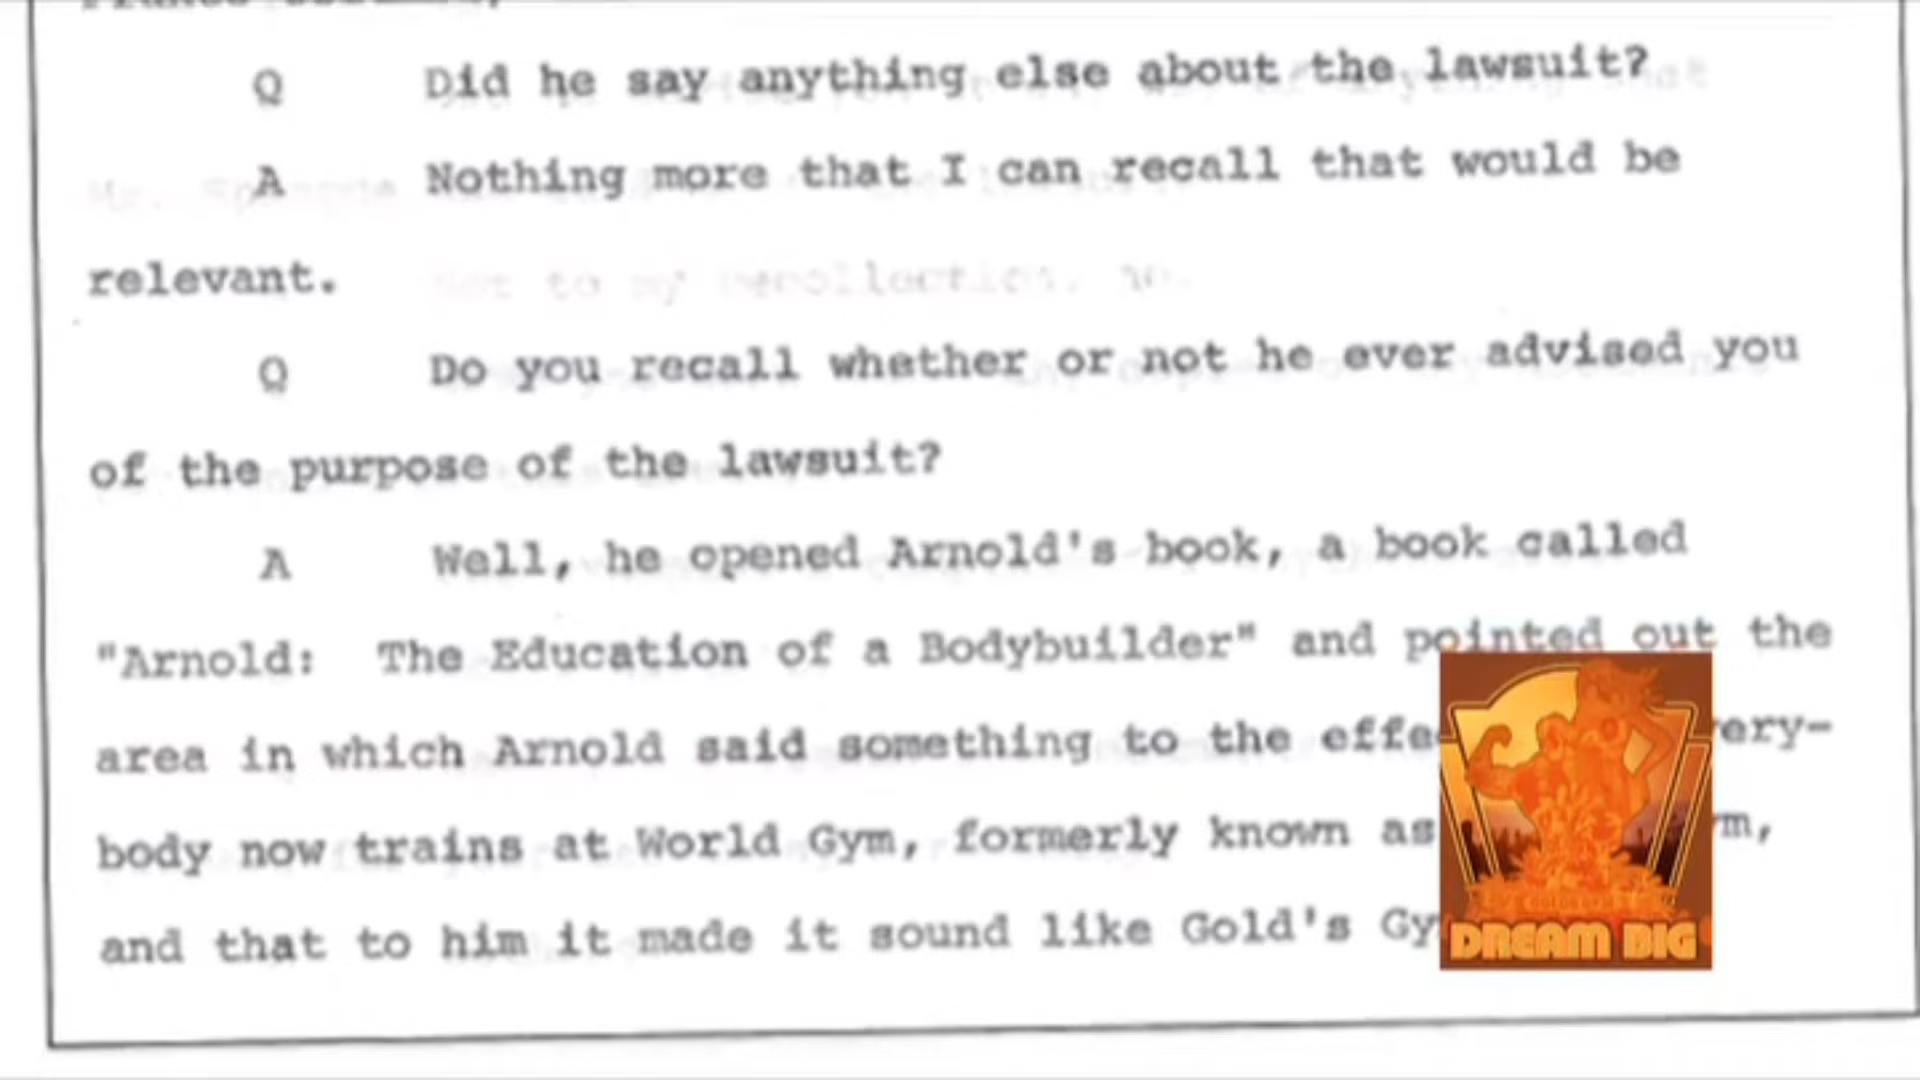 Q Did he say anything else about the lawsuit?
A Nothing more that I can recall that would be
relevant.
Q Do you recall whether or not he ever advised you
of the purpose of the lawsuit?
A Well, he opened Arnold's book, a book called
"Arnold: The Education of a Bodybuilder" and pointed out the
area in which Arnold said something to the
body now trains at World Gym, formerly known as
and that to him it made it sound like Gold's
DREAM BIG